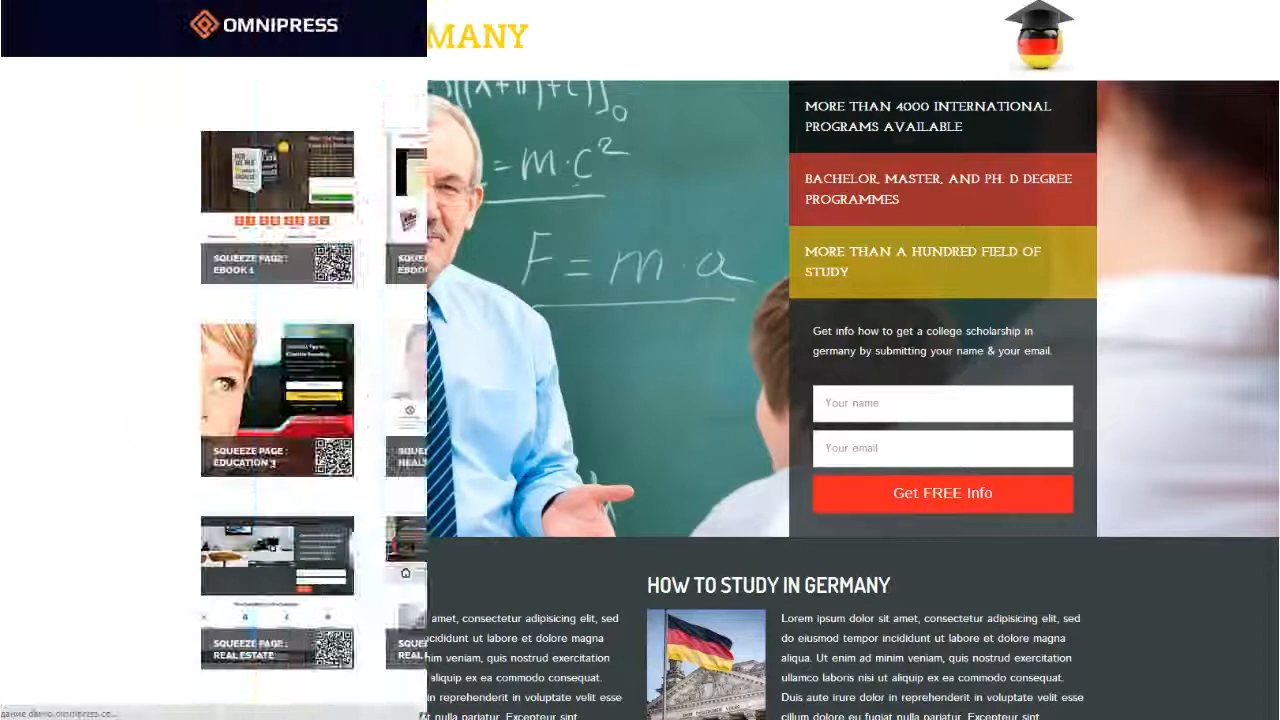 OMNIPRESS
MANY
MORE THAN 4000 INTERNATIONAL
PROGRAMS AVAILABLE
= m·c²
BACHELOR, MASTER, AND PH. D DEGREE
PROGRAMMES
F = m·a
MORE THAN A HUNDRED FIELD OF
STUDY
SQUEEZE PAGE :
EBOOK 1
Get info how to get a college scholarship in
germany by submitting your name & your email.
Your name
Your email
Get FREE Info
SQUEEZE PAGE :
EDUCATION 3
SQUEEZE PAGE :
REAL ESTATE
HOW TO STUDY IN GERMANY
amet, consectetur adipisicing elit, sed
incididunt ut labore et dolore magna
veniam, quis nostrud exercitation
aliquip ex ea commodo consequat.
in reprehenderit in voluptate velit esse
nulla pariatur. Excepteur sint
Lorem ipsum dolor sit amet, consectetur adipisicing elit, sed
do eiusmod tempor incididunt ut labore et dolore magna
aliqua. Ut enim ad minim veniam, quis nostrud exercitation
ullamco laboris nisi ut aliquip ex ea commodo consequat.
Duis aute irure dolor in reprehenderit in voluptate velit esse
cillum dolore eu fugiat nulla pariatur. Excepteur sint